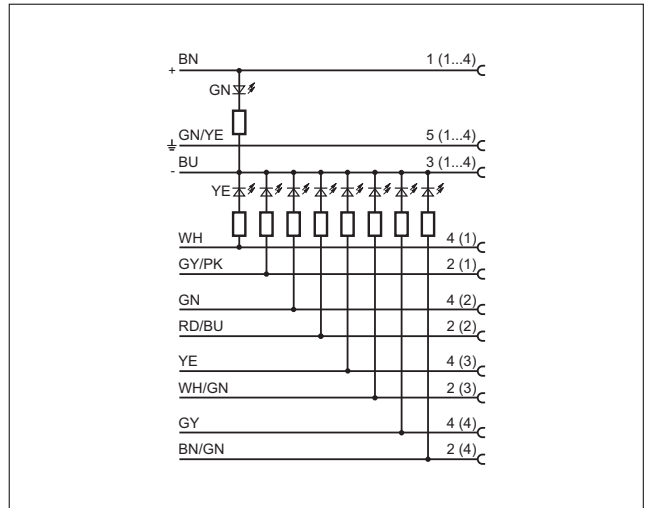 BN 1 (1...4)
+
GN
GN/YE 5 (1...4)
BU 3 (1...4)
-
YE
WH 4 (1)
GY/PK 2 (1)
GN 4 (2)
RD/BU 2 (2)
YE 4 (3)
WH/GN 2 (3)
GY 4 (4)
BN/GN 2 (4)